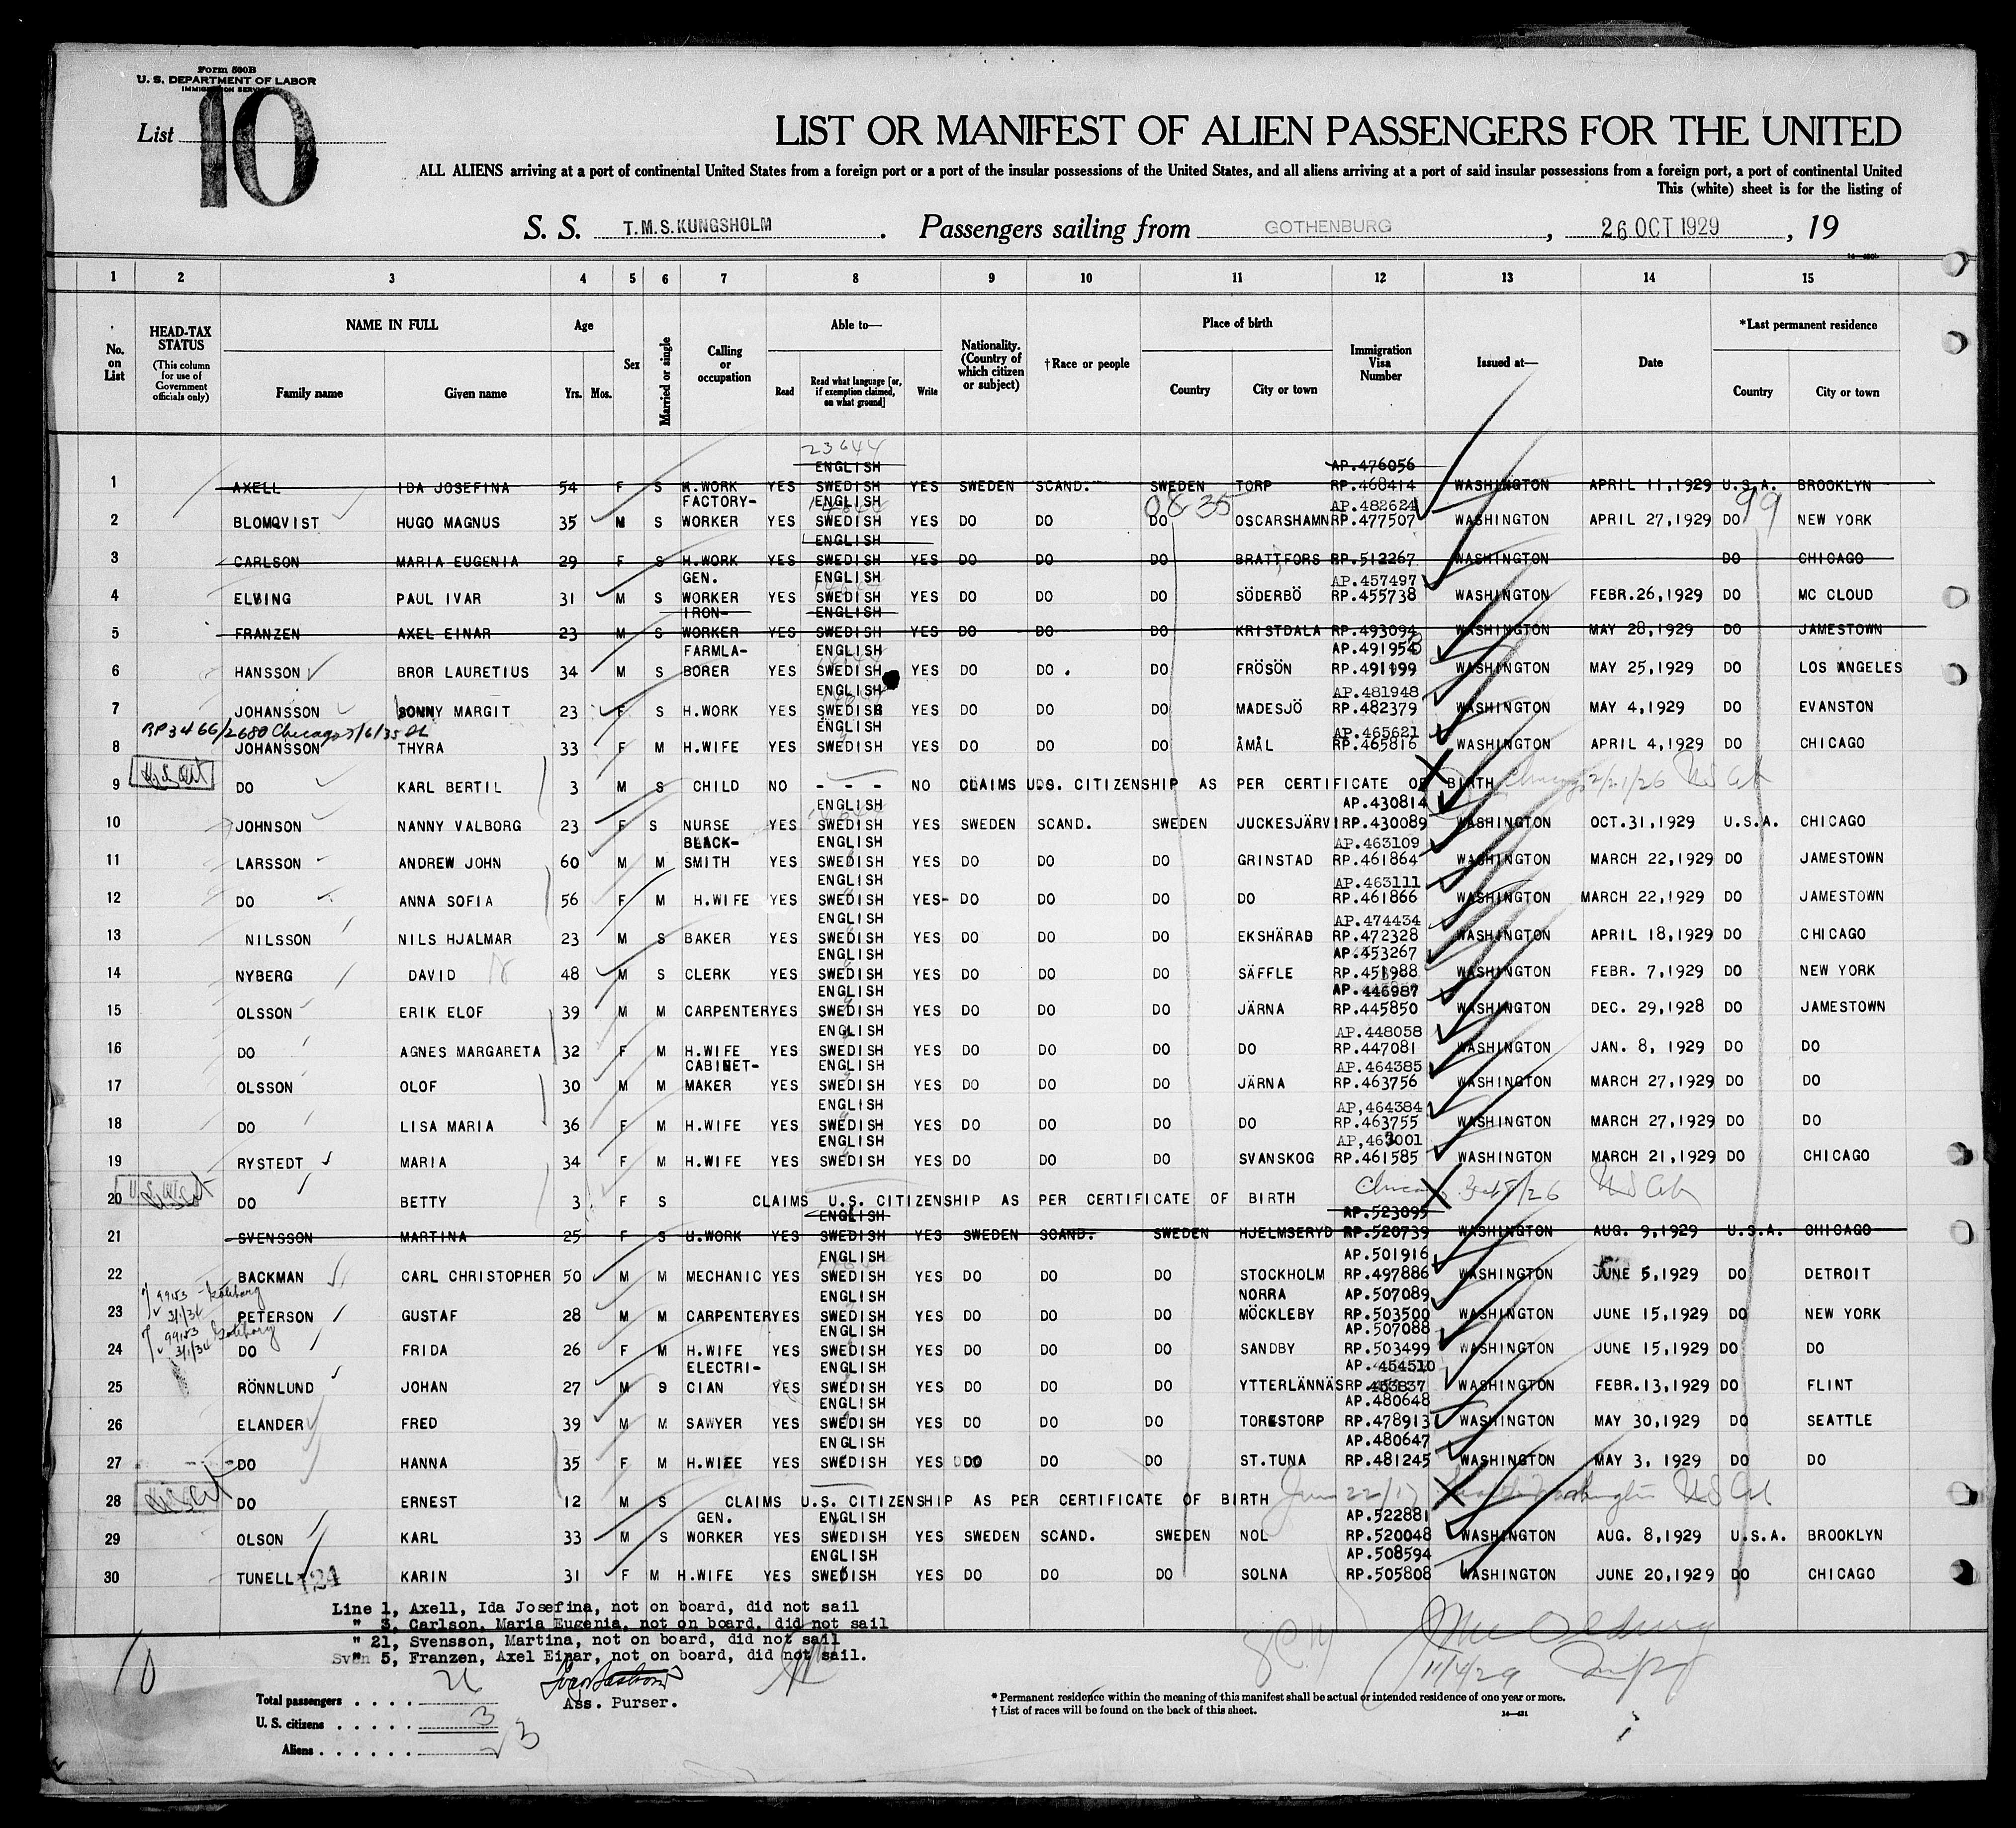 Form 500B
U. S. DEPARTMENT OF LABOR
IMMIGRATION SERVICE
List 10
LIST OR MANIFEST OF ALIEN PASSENGERS FOR THE UNITED
ALL ALIENS arriving at a port of continental United States from a foreign port or a port of the insular possessions of the United States, and all aliens arriving at a port of said insular possessions from a foreign port, a port of continental United
This (white) sheet is for the listing of
S. S. T.M.S.KUNGSHOLM . Passengers sailing from GOTHENBURG , 26 OCT 1929 , 19
1 2 3 4 5 6 7 8 9 10 11 12 13 14 15
No. on List
HEAD-TAX STATUS (This column for use of Government officials only)
NAME IN FULL
Family name Given name
Age Yrs. Mos.
Sex
Married or single
Calling or occupation
Able to—
Read Read what language [or, if exemption claimed, on what ground] Write
Nationality. (Country of which citizen or subject)
†Race or people
Place of birth
Country City or town
Immigration Visa Number
Issued at—
Date
*Last permanent residence
Country City or town
23644
ENGLISH AP.476056
1 AXELL IDA JOSEFINA 54 F S H.WORK YES SWEDISH YES SWEDEN SCAND. SWEDEN TORP RP.468414 WASHINGTON APRIL 11,1929 U.S.A. BROOKLYN
FACTORY- ENGLISH 0835 AP.482624 99
2 BLOMQVIST HUGO MAGNUS 35 M S WORKER YES SWEDISH YES DO DO DO OSCARSHAMN RP.477507 WASHINGTON APRIL 27,1929 DO NEW YORK
ENGLISH
3 CARLSON MARIA EUGENIA 29 F S H.WORK YES SWEDISH YES DO DO DO BRATTFORS RP.512267 WASHINGTON DO CHICAGO
GEN. ENGLISH AP.457497
4 ELVING PAUL IVAR 31 M S WORKER YES SWEDISH YES DO DO DO SÖDERBÖ RP.455738 WASHINGTON FEBR.26,1929 DO MC CLOUD
IRON- ENGLISH
5 FRANZEN AXEL EINAR 23 M S WORKER YES SWEDISH YES DO DO DO KRISTDALA RP.493094 WASHINGTON MAY 28,1929 DO JAMESTOWN
FARMLA- ENGLISH
6 HANSSON BROR LAURETIUS 34 M S BORER YES SWEDISH YES DO DO . DO FRÖSÖN RP.491199 WASHINGTON MAY 25,1929 DO LOS ANGELES
ENGLISH AP.481948
7 JOHANSSON SONNY MARGIT 23 F S H.WORK YES SWEDISH YES DO DO DO MADESJÖ RP.482379 WASHINGTON MAY 4,1929 DO EVANSTON
ENGLISH AP.465621
8 JOHANSSON THYRA 33 F M H.WIFE YES SWEDISH YES DO DO DO ÅMÅL RP.465816 WASHINGTON APRIL 4,1929 DO CHICAGO
9 DO KARL BERTIL 3 M S CHILD NO - - - NO CLAIMS U.S. CITIZENSHIP AS PER CERTIFICATE OF BIRTH
ENGLISH AP.430814
10 JOHNSON NANNY VALBORG 23 F S NURSE YES SWEDISH YES SWEDEN SCAND. SWEDEN JUCKESJÄRVI RP.430089 WASHINGTON OCT.31,1929 U.S.A. CHICAGO
BLACK- ENGLISH AP.463109
11 LARSSON ANDREW JOHN 60 M M SMITH YES SWEDISH YES DO DO DO GRINSTAD RP.461864 WASHINGTON MARCH 22,1929 DO JAMESTOWN
ENGLISH AP.463111
12 DO ANNA SOFIA 56 F M H.WIFE YES SWEDISH YES- DO DO DO DO RP.461866 WASHINGTON MARCH 22,1929 DO JAMESTOWN
ENGLISH AP.474434
13 NILSSON NILS HJALMAR 23 M S BAKER YES SWEDISH YES DO DO DO EKSHÄRAD RP.472328 WASHINGTON APRIL 18,1929 DO CHICAGO
ENGLISH AP.453267
14 NYBERG DAVID 48 M S CLERK YES SWEDISH YES DO DO DO SÄFFLE RP.451988 WASHINGTON FEBR. 7,1929 DO NEW YORK
ENGLISH AP.446987
15 OLSSON ERIK ELOF 39 M M CARPENTER YES SWEDISH YES DO DO DO JÄRNA RP.445850 WASHINGTON DEC. 29,1928 DO JAMESTOWN
ENGLISH AP.448058
16 DO AGNES MARGARETA 32 F M H.WIFE YES SWEDISH YES DO DO DO DO RP.447081 WASHINGTON JAN. 8, 1929 DO DO
CABINET- ENGLISH AP.464385
17 OLSSON OLOF 30 M M MAKER YES SWEDISH YES DO DO DO JÄRNA RP.463756 WASHINGTON MARCH 27,1929 DO DO
ENGLISH AP,464384
18 DO LISA MARIA 36 F M H.WIFE YES SWEDISH YES DO DO DO DO RP.463755 WASHINGTON MARCH 27,1929 DO DO
ENGLISH
19 RYSTEDT MARIA 34 F M H.WIFE YES SWEDISH YES DO DO DO SVANSKOG RP.461585 WASHINGTON MARCH 21,1929 DO CHICAGO
20 DO BETTY 3 F S CLAIMS U.S. CITIZENSHIP AS PER CERTIFICATE OF BIRTH
ENGLISH AP.523095
21 SVENSSON MARTINA 25 F S U.WORK YES SWEDISH YES SWEDEN SCAND. SWEDEN HJELMSERYD RP.520739 WASHINGTON AUG. 9,1929 U.S.A. CHICAGO
ENGLISH AP.501916
22 BACKMAN CARL CHRISTOPHER 50 M M MECHANIC YES SWEDISH YES DO DO DO STOCKHOLM RP.497886 WASHINGTON JUNE 5,1929 DO DETROIT
ENGLISH NORRA AP.507089
23 PETERSON GUSTAF 28 M M CARPENTER YES SWEDISH YES DO DO DO MÖCKLEBY RP.503500 WASHINGTON JUNE 15,1929 DO NEW YORK
ENGLISH AP.507088
24 DO FRIDA 26 F M H.WIFE YES SWEDISH YES DO DO DO SANDBY RP.503499 WASHINGTON JUNE 15,1929 DO DO
ELECTRI- ENGLISH AP.454510
25 RÖNNLUND JOHAN 27 M S CIAN YES SWEDISH YES DO DO DO YTTERLÄNNÄS RP.453837 WASHINGTON FEBR.13,1929 DO FLINT
ENGLISH AP.480648
26 ELANDER FRED 39 M M SAWYER YES SWEDISH YES DO DO DO TORESTORP RP.478913 WASHINGTON MAY 30,1929 DO SEATTLE
ENGLISH AP.480647
27 DO HANNA 35 F M H.WIFE YES SWEDISH YES DO DO DO ST.TUNA RP.481245 WASHINGTON MAY 3, 1929 DO DO
28 DO ERNEST 12 M S CLAIMS U.S. CITIZENSHIP AS PER CERTIFICATE OF BIRTH
GEN. ENGLISH AP.522881
29 OLSON KARL 33 M S WORKER YES SWEDISH YES SWEDEN SCAND. SWEDEN NOL RP.520048 WASHINGTON AUG. 8,1929 U.S.A. BROOKLYN
ENGLISH AP.508594
30 TUNELL KARIN 31 F M H.WIFE YES SWEDISH YES DO DO DO SOLNA RP.505808 WASHINGTON JUNE 20,1929 DO CHICAGO
Line 1, Axell, Ida Josefina, not on board, did not sail
" 3, Carlson, Maria Eugenia, not on board, did not sail
" 21, Svensson, Martina, not on board, did not sail
" 5, Franzen, Axel Einar, not on board, did not sail.
10
Total passengers . . . .
Ass. Purser.
U. S. citizens . . . . . 3
Aliens . . . . . .
11/4/29
* Permanent residence within the meaning of this manifest shall be actual or intended residence of one year or more.
† List of races will be found on the back of this sheet.